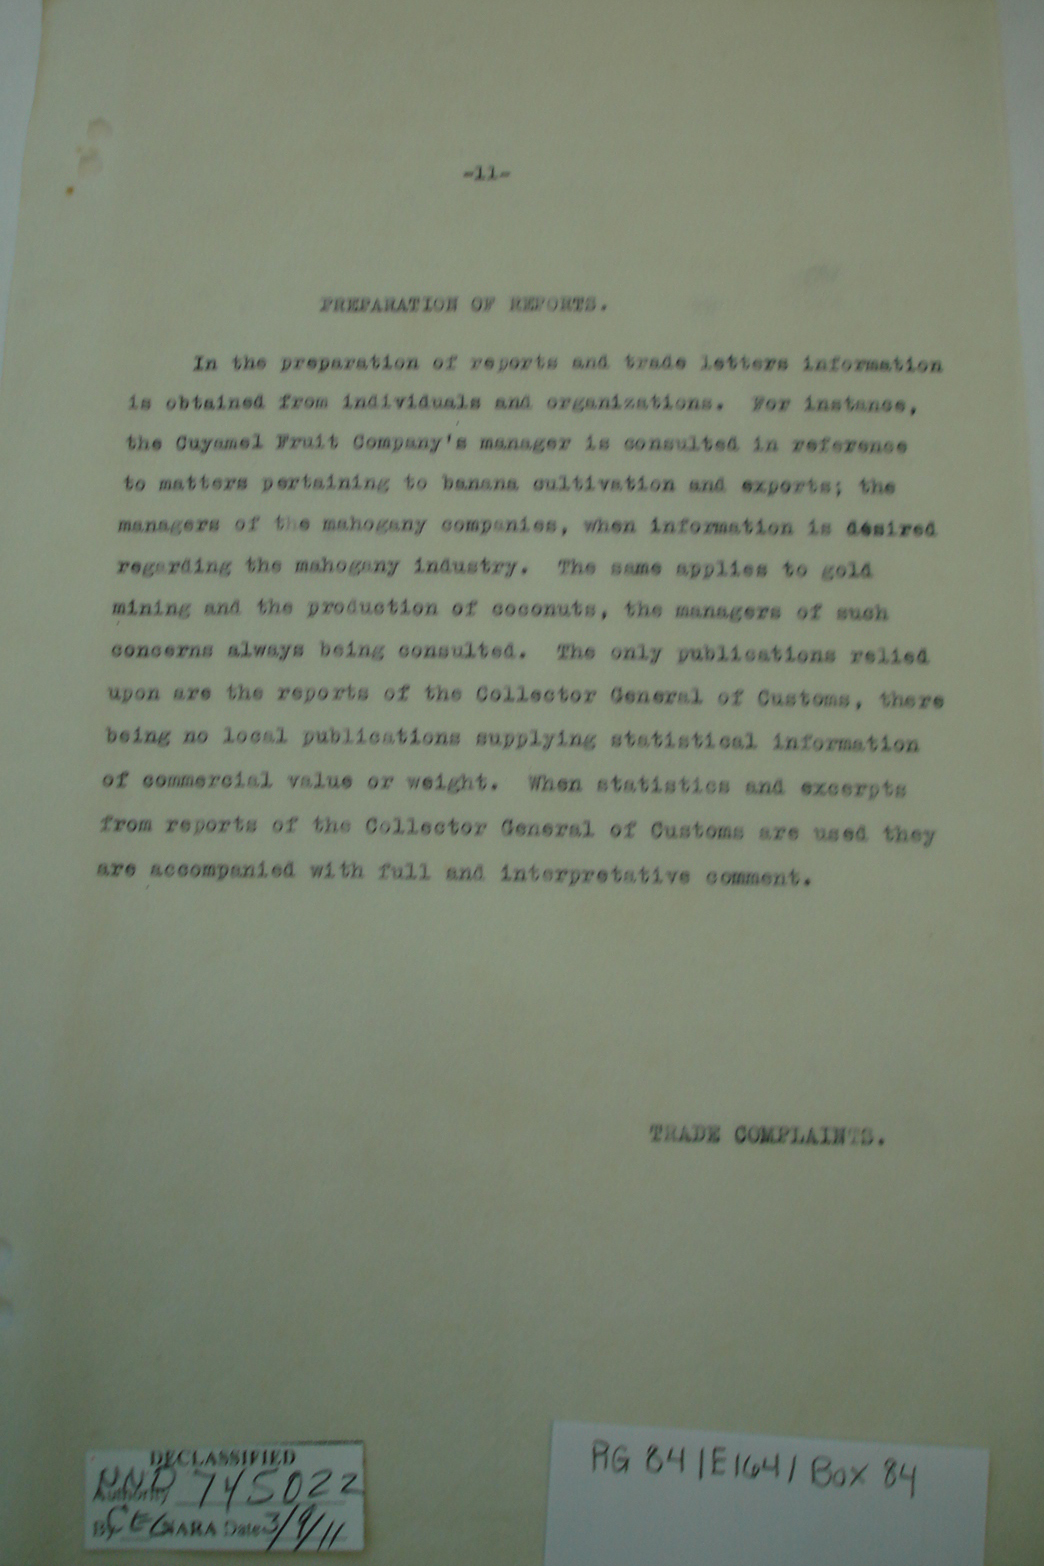 -11-
PREPARATION OF REPORTS.
In the preparation of reports and trade letters information
is obtained from individuals and organizations. For instance,
the Cuyamel Fruit Company's manager is consulted in reference
to matters pertaining to banana cultivation and exports; the
managers of the mahogany companies, when information is desired
regarding the mahogany industry. The same applies to gold
mining and the production of coconuts, the managers of such
concerns always being consulted. The only publications relied
upon are the reports of the Collector General of Customs, there
being no local publications supplying statistical information
of commercial value or weight. When statistics and excerpts
from reports of the Collector General of Customs are used they
are accompanied with full and interpretative comment.
TRADE COMPLAINTS.
DECLASSIFIED
Authority NND 745022
By CEG NARA Date 3/9/11
RG 84 / E 164 / Box 84